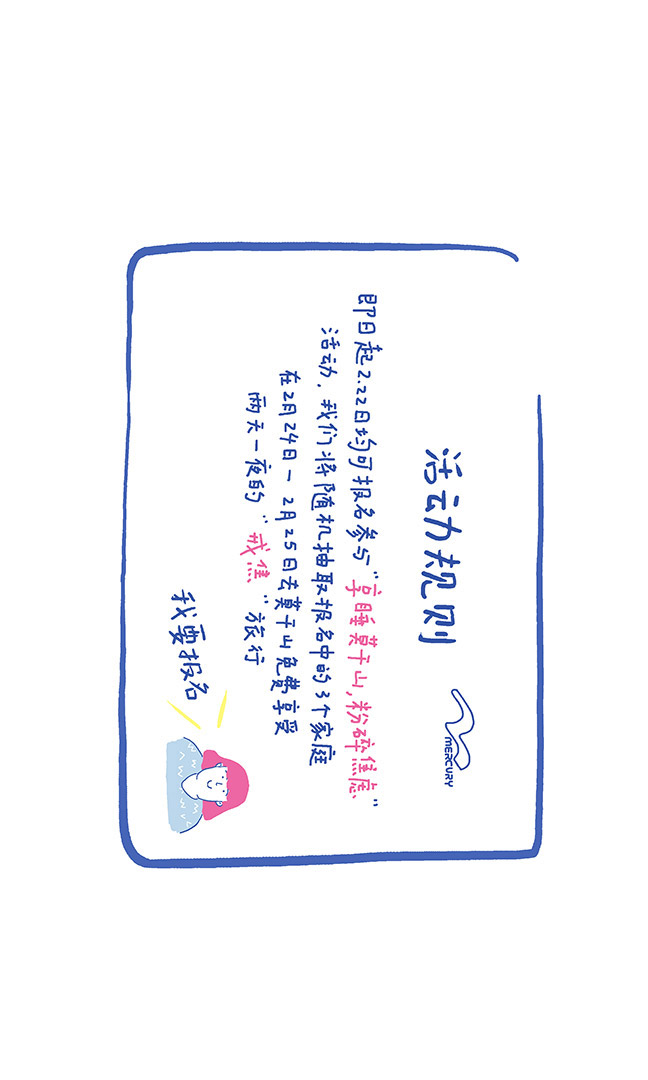 活动规则
MERCURY
即日起2.22日均可报名参与"享睡莫干山,粉碎焦虑"
活动,我们将随机抽取报名中的3个家庭
在2月24日-2月25日去莫干山免费享受
两天一夜的"戒焦"旅行
我要报名